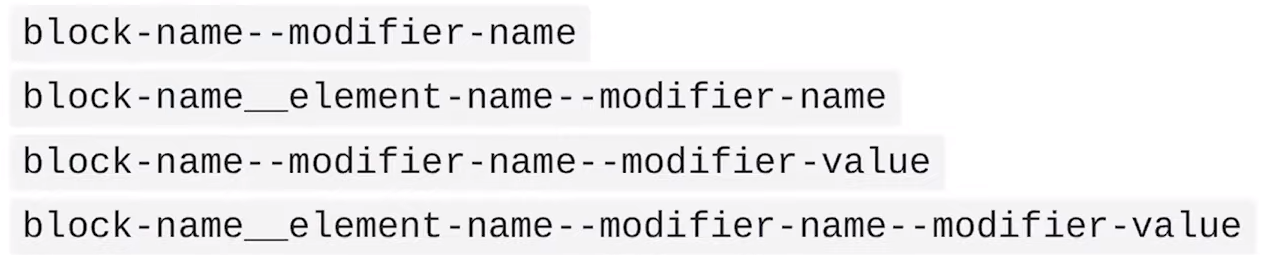 block-name--modifier-name
block-name__element-name--modifier-name
block-name--modifier-name--modifier-value
block-name__element-name--modifier-name--modifier-value